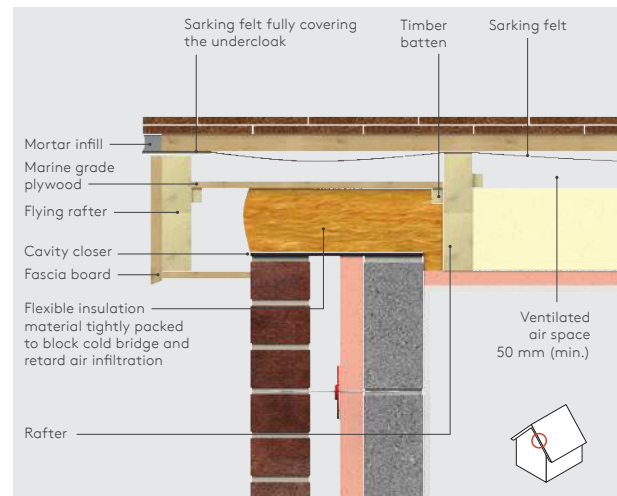 Sarking felt fully covering
the undercloak
Timber
batten
Sarking felt
Mortar infill
Marine grade
plywood
Flying rafter
Cavity closer
Fascia board
Flexible insulation
material tightly packed
to block cold bridge and
retard air infiltration
Ventilated
air space
50 mm (min.)
Rafter